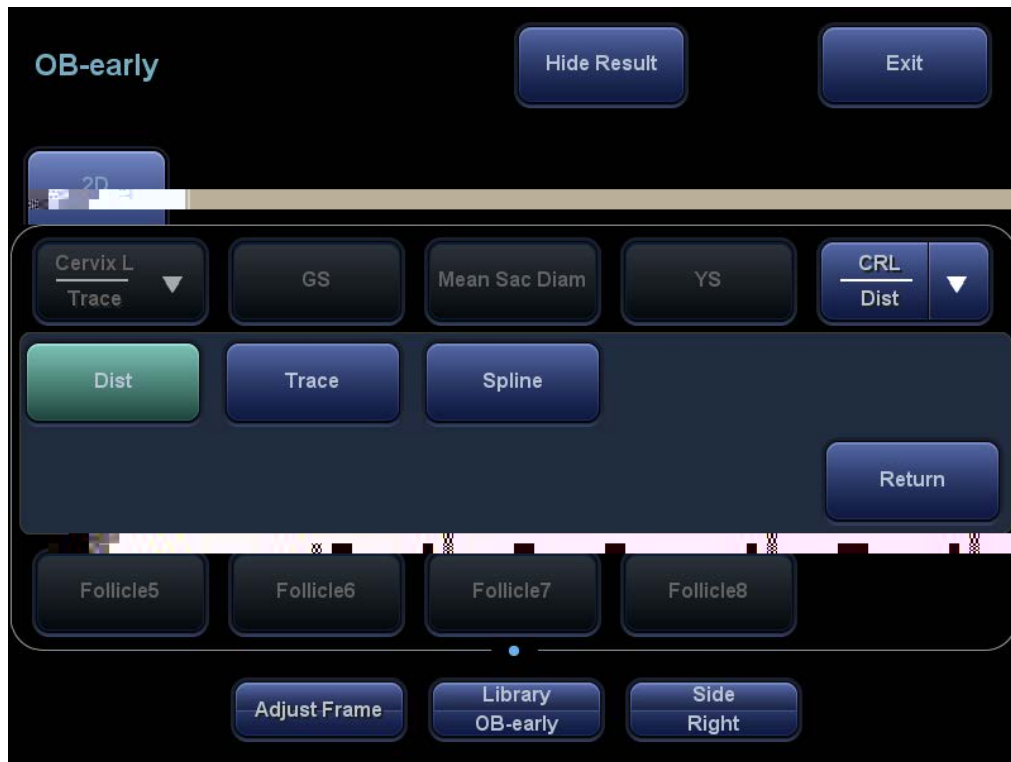 OB-early
Hide Result
Exit
2D
Cervix L
Trace
GS
Mean Sac Diam
YS
CRL
Dist
Dist
Trace
Spline
Return
Follicle5
Follicle6
Follicle7
Follicle8
Adjust Frame
Library
OB-early
Side
Right